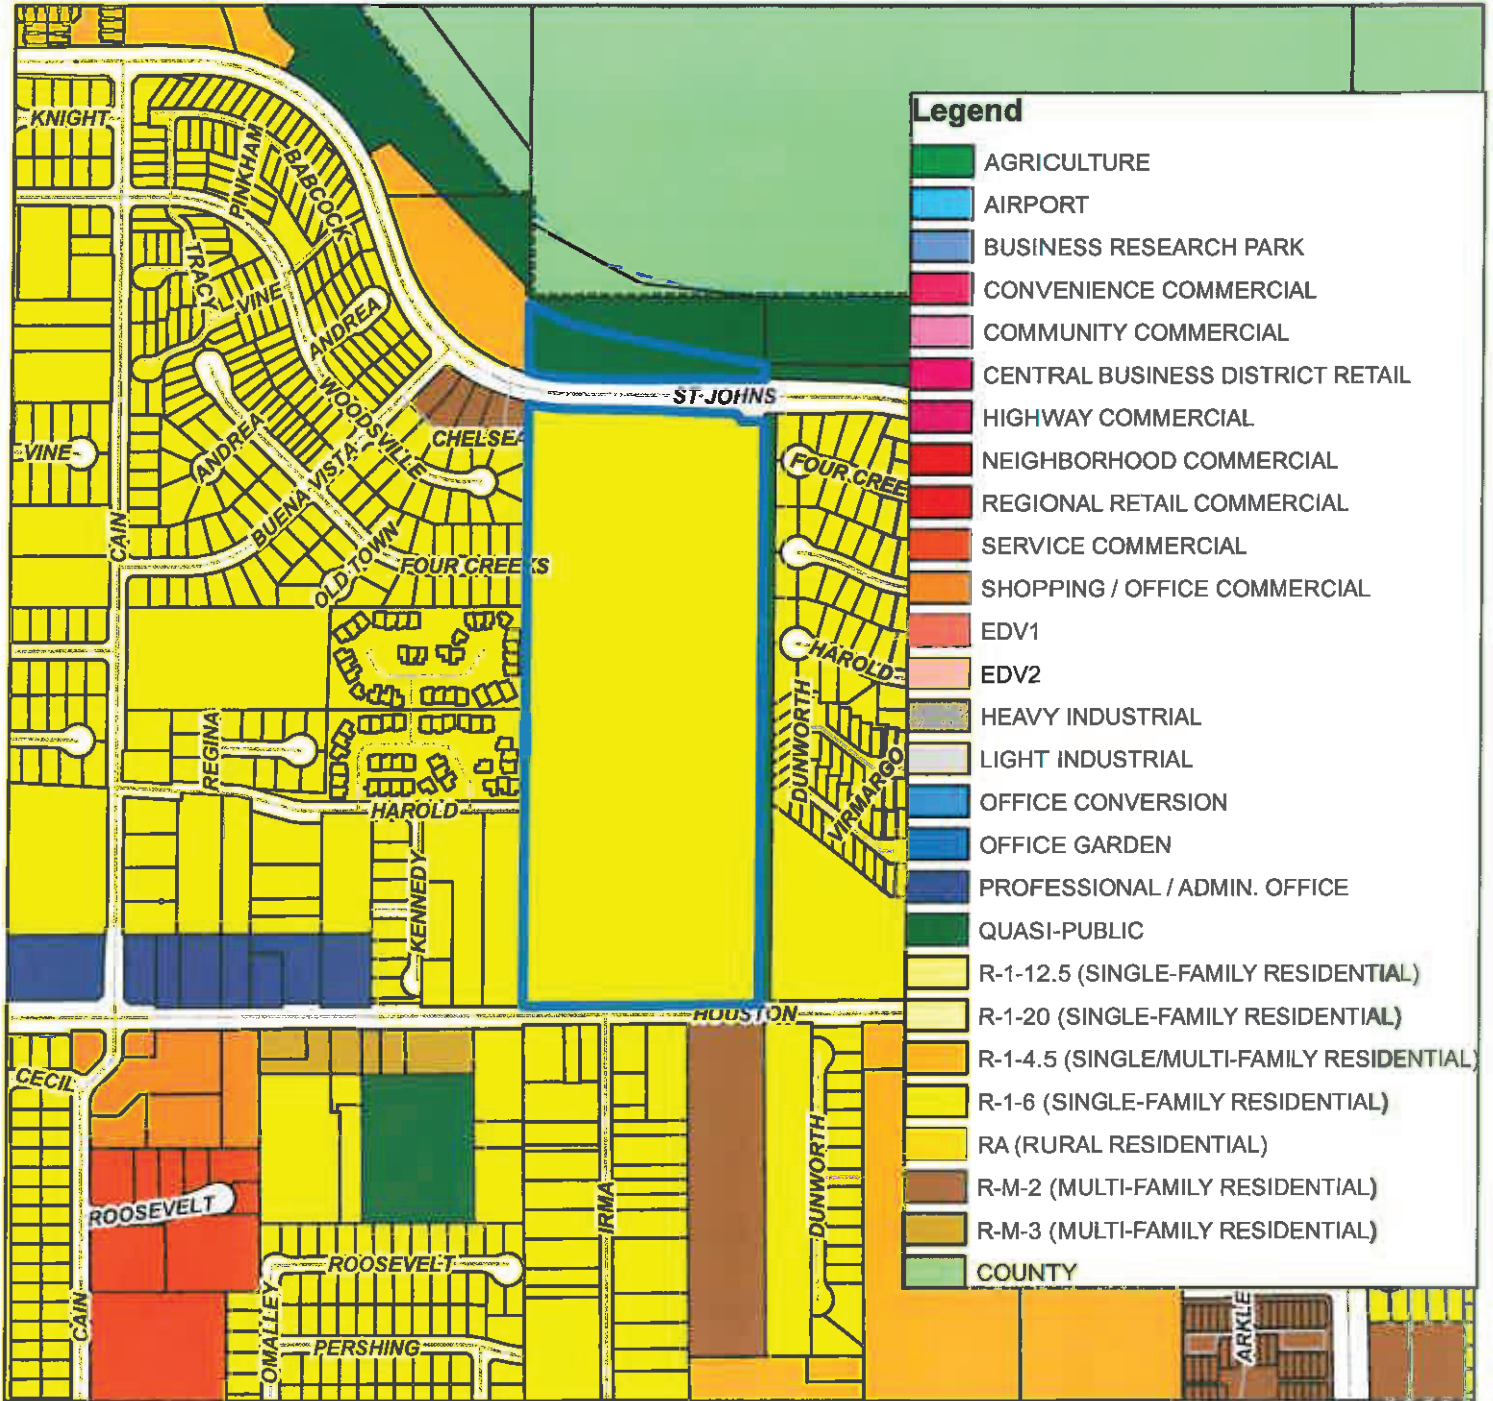 Legend
AGRICULTURE
AIRPORT
BUSINESS RESEARCH PARK
CONVENIENCE COMMERCIAL
COMMUNITY COMMERCIAL
CENTRAL BUSINESS DISTRICT RETAIL
HIGHWAY COMMERCIAL
NEIGHBORHOOD COMMERCIAL
REGIONAL RETAIL COMMERCIAL
SERVICE COMMERCIAL
SHOPPING / OFFICE COMMERCIAL
EDV1
EDV2
HEAVY INDUSTRIAL
LIGHT INDUSTRIAL
OFFICE CONVERSION
OFFICE GARDEN
PROFESSIONAL / ADMIN. OFFICE
QUASI-PUBLIC
R-1-12.5 (SINGLE-FAMILY RESIDENTIAL)
R-1-20 (SINGLE-FAMILY RESIDENTIAL)
R-1-4.5 (SINGLE/MULTI-FAMILY RESIDENTIAL)
R-1-6 (SINGLE-FAMILY RESIDENTIAL)
RA (RURAL RESIDENTIAL)
R-M-2 (MULTI-FAMILY RESIDENTIAL)
R-M-3 (MULTI-FAMILY RESIDENTIAL)
COUNTY
KNIGHT
PINKHAM
BABCOCK
TRACY
VINE
ANDREA
WOODSVILLE
ST JOHNS
CHELSEA
VINE
ANDREA
BUENA VISTA
CAIN
OLD TOWN
FOUR CREEKS
FOUR CREE
HAROLD
DUNWORTH
VIRMARGO
REGINA
HAROLD
KENNEDY
HOUSTON
CECIL
ROOSEVELT
IRMA
DUNWORTH
ROOSEVELT
CAIN
OMALLEY
PERSHING
ARKLE